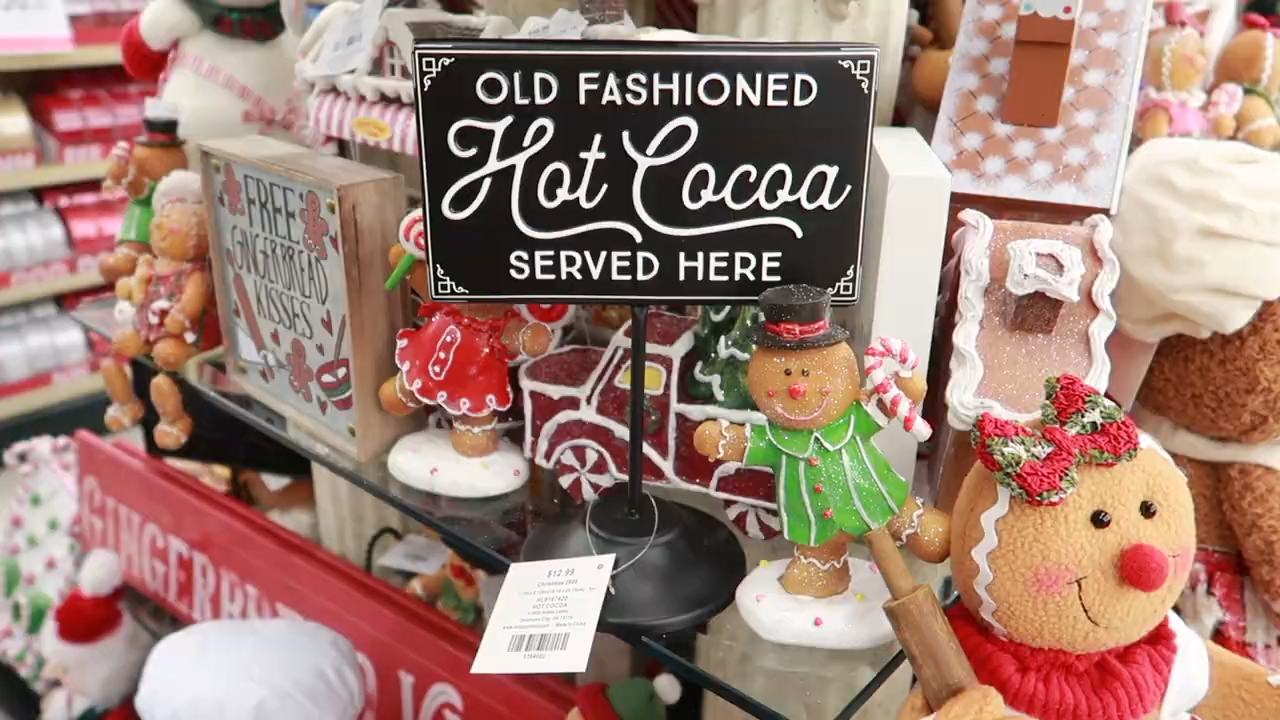 OLD FASHIONED
Hot Cocoa
SERVED HERE
FREE
GINGERBREAD
KISSES
GINGERBR
$12.99
HOT COCOA